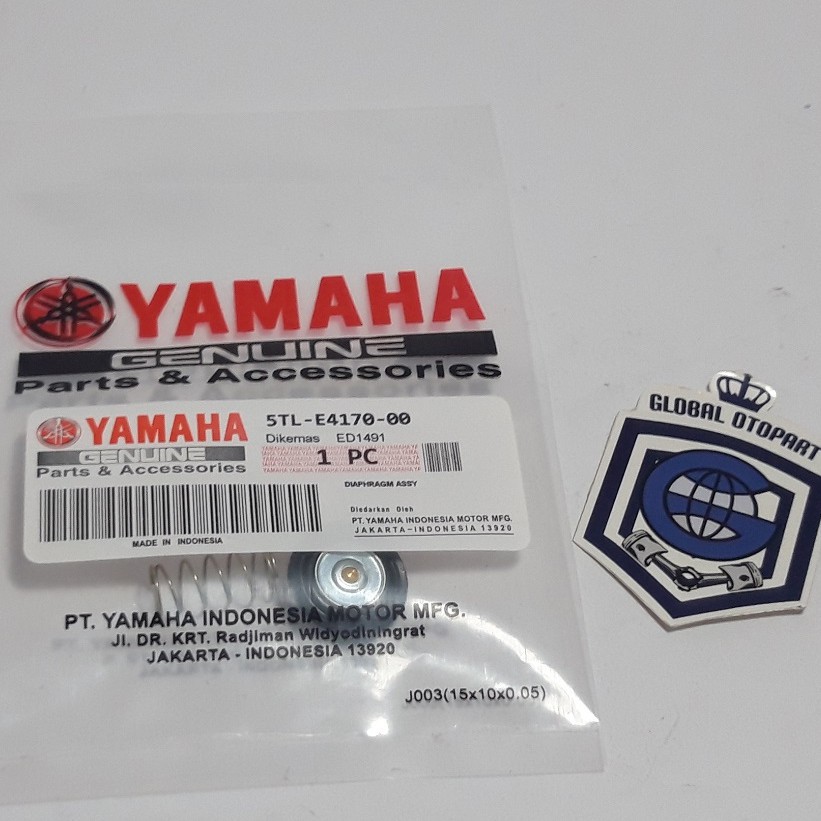 YAMAHA
GENUINE
Parts & Accessories
YAMAHA
GENUINE
Parts & Accessories
5TL-E4170-00
Dikemas ED1491
1 PC
DIAPHRAGM ASSY
Diedarkan Oleh
PT.YAMAHA INDONESIA MOTOR MFG.
JAKARTA-INDONESIA 13920
MADE IN INDONESIA
PT. YAMAHA INDONESIA MOTOR MFG.
Jl. DR. KRT. Radjiman Widyodiningrat
JAKARTA - INDONESIA 13920
J003(15x10x0.05)
GLOBAL OTOPART